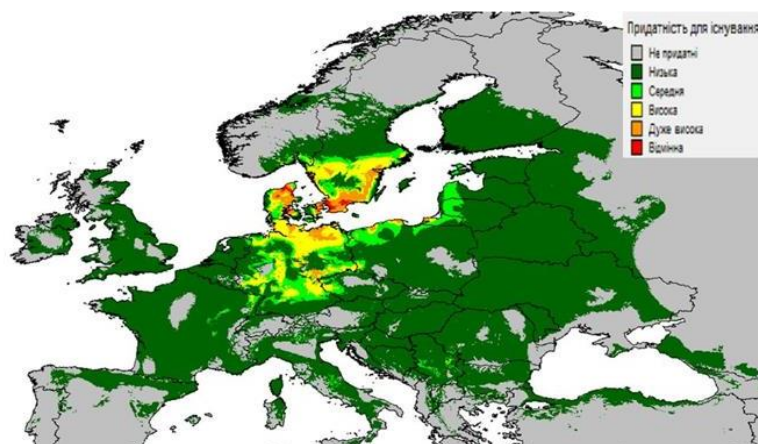 Придатність для існування
Не придатні
Низька
Середня
Висока
Дуже висока
Відмінна